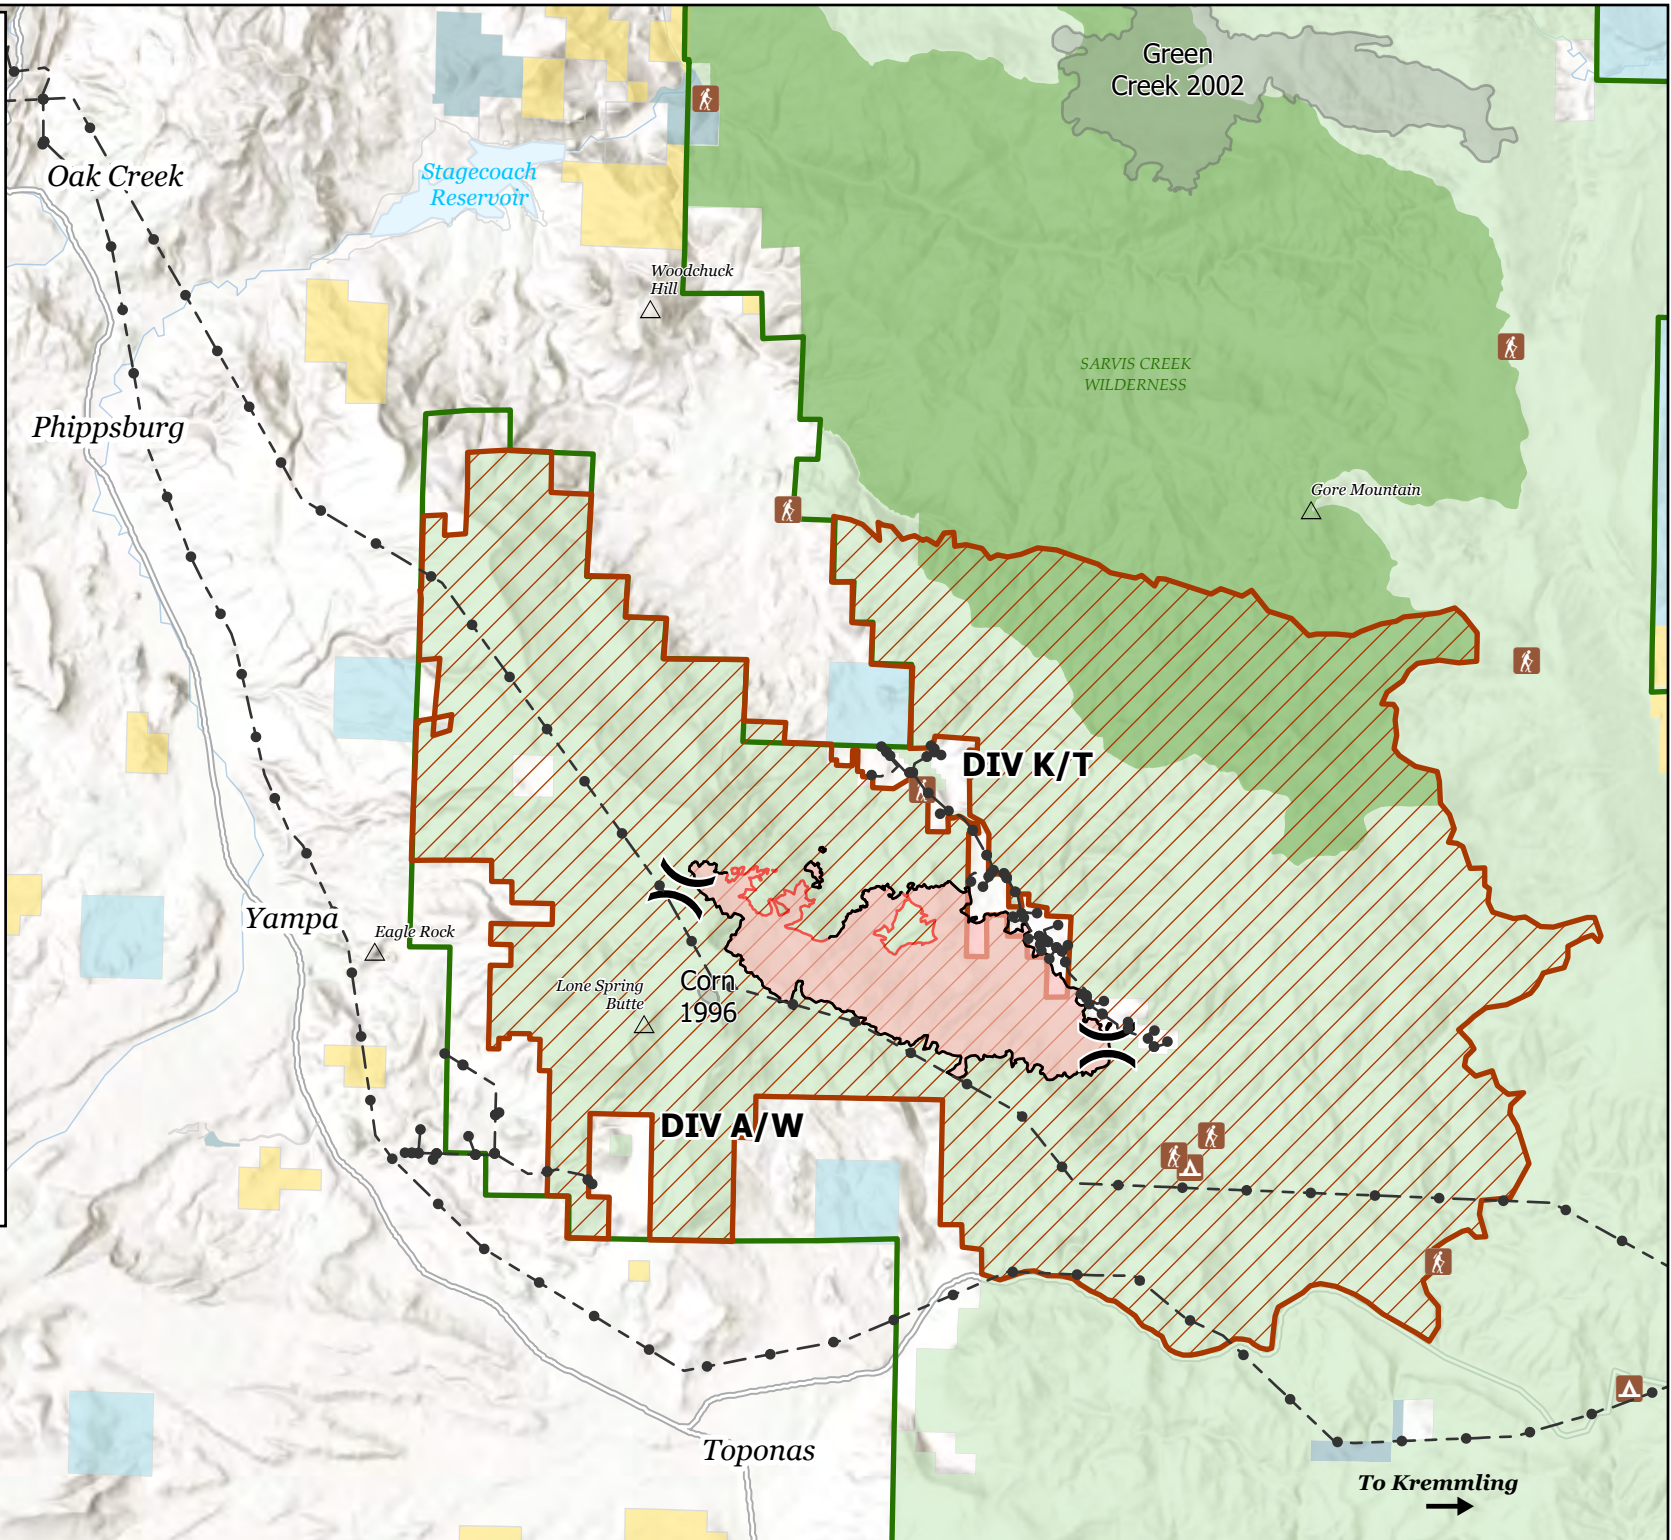 Green
Creek 2002
Oak Creek
Stagecoach
Reservoir
Woodchuck
Hill
SARVIS CREEK
WILDERNESS
Phippsburg
Gore Mountain
DIV K/T
Yampa
Eagle Rock
Lone Spring
Butte
Corn
1996
DIV A/W
Toponas
To Kremmling